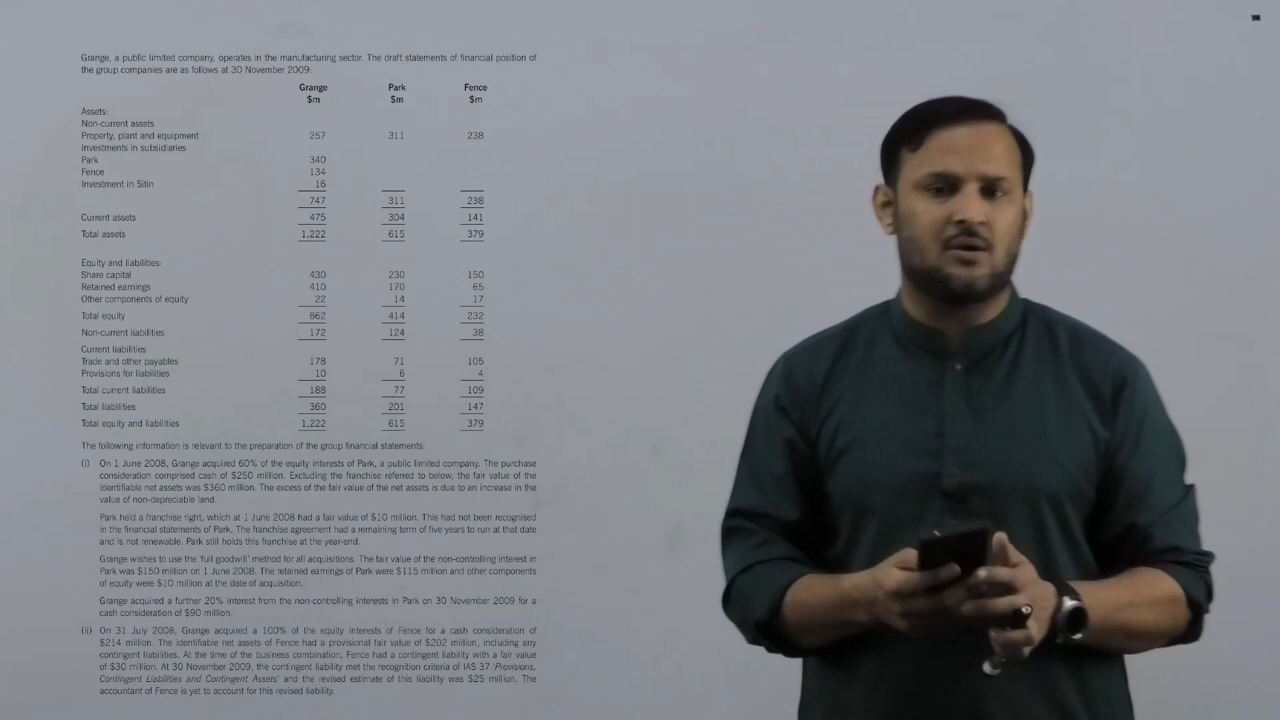 Grange, a public limited company, operates in the manufacturing sector. The draft statements of financial position of
the group companies are as follows at 30 November 2009:
Grange Park Fence
$m $m $m
Assets:
Non-current assets
Property, plant and equipment 257 311 238
Investments in subsidiaries
Park 340
Fence 134
Investment in Sitin 16
747 311 238
Current assets 475 304 141
Total assets 1,222 615 379
Equity and liabilities:
Share capital 430 230 150
Retained earnings 410 170 65
Other components of equity 22 14 17
Total equity 862 414 232
Non-current liabilities 172 124 38
Current liabilities
Trade and other payables 178 71 105
Provisions for liabilities 10 6 4
Total current liabilities 188 77 109
Total liabilities 360 201 147
Total equity and liabilities 1,222 615 379
The following information is relevant to the preparation of the group financial statements:
(i) On 1 June 2008, Grange acquired 60% of the equity interests of Park, a public limited company. The purchase
consideration comprised cash of $250 million. Excluding the franchise referred to below, the fair value of the
identifiable net assets was $360 million. The excess of the fair value of the net assets is due to an increase in the
value of non-depreciable land.
Park held a franchise right, which at 1 June 2008 had a fair value of $10 million. This had not been recognised
in the financial statements of Park. The franchise agreement had a remaining term of five years to run at that date
and is not renewable. Park still holds this franchise at the year-end.
Grange wishes to use the 'full goodwill' method for all acquisitions. The fair value of the non-controlling interest in
Park was $150 million on 1 June 2008. The retained earnings of Park were $115 million and other components
of equity were $10 million at the date of acquisition.
Grange acquired a further 20% interest from the non-controlling interests in Park on 30 November 2009 for a
cash consideration of $90 million.
(ii) On 31 July 2008, Grange acquired a 100% of the equity interests of Fence for a cash consideration of
$214 million. The identifiable net assets of Fence had a provisional fair value of $202 million, including any
contingent liabilities. At the time of the business combination, Fence had a contingent liability with a fair value
of $30 million. At 30 November 2009, the contingent liability met the recognition criteria of IAS 37 'Provisions,
Contingent Liabilities and Contingent Assets' and the revised estimate of this liability was $25 million. The
accountant of Fence is yet to account for this revised liability.